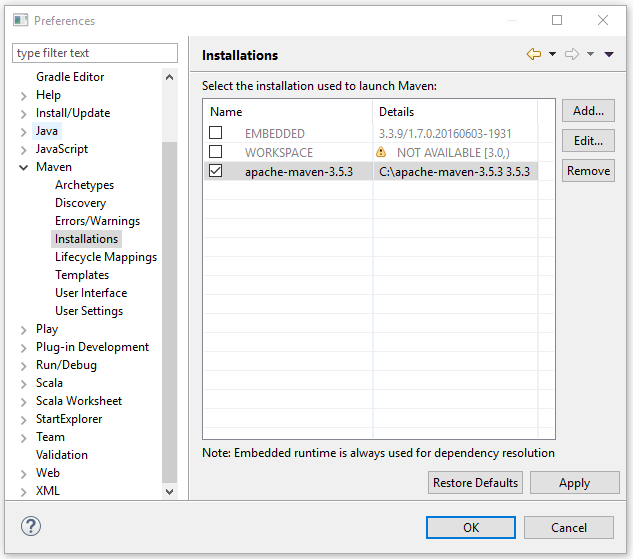 Preferences
type filter text
Gradle Editor
Help
Install/Update
Java
JavaScript
Maven
Archetypes
Discovery
Errors/Warnings
Installations
Lifecycle Mappings
Templates
User Interface
User Settings
Play
Plug-in Development
Run/Debug
Scala
Scala Worksheet
StartExplorer
Team
Validation
Web
XML
Installations
Select the installation used to launch Maven:
Name Details
EMBEDDED 3.3.9/1.7.0.20160603-1931
WORKSPACE NOT AVAILABLE [3.0,)
apache-maven-3.5.3 C:\apache-maven-3.5.3 3.5.3
Add...
Edit...
Remove
Note: Embedded runtime is always used for dependency resolution
Restore Defaults Apply
? OK Cancel